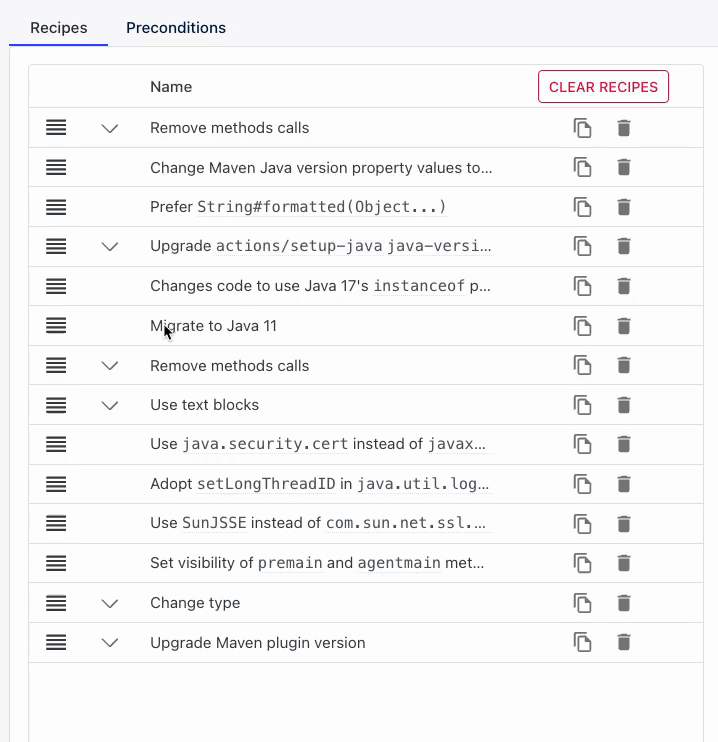 Recipes Preconditions
Name CLEAR RECIPES
Remove methods calls
Change Maven Java version property values to...
Prefer String#formatted(Object...)
Upgrade actions/setup-java java-versi...
Changes code to use Java 17's instanceof p...
Migrate to Java 11
Remove methods calls
Use text blocks
Use java.security.cert instead of javax...
Adopt setLongThreadID in java.util.log...
Use SunJSSE instead of com.sun.net.ssl....
Set visibility of premain and agentmain met...
Change type
Upgrade Maven plugin version